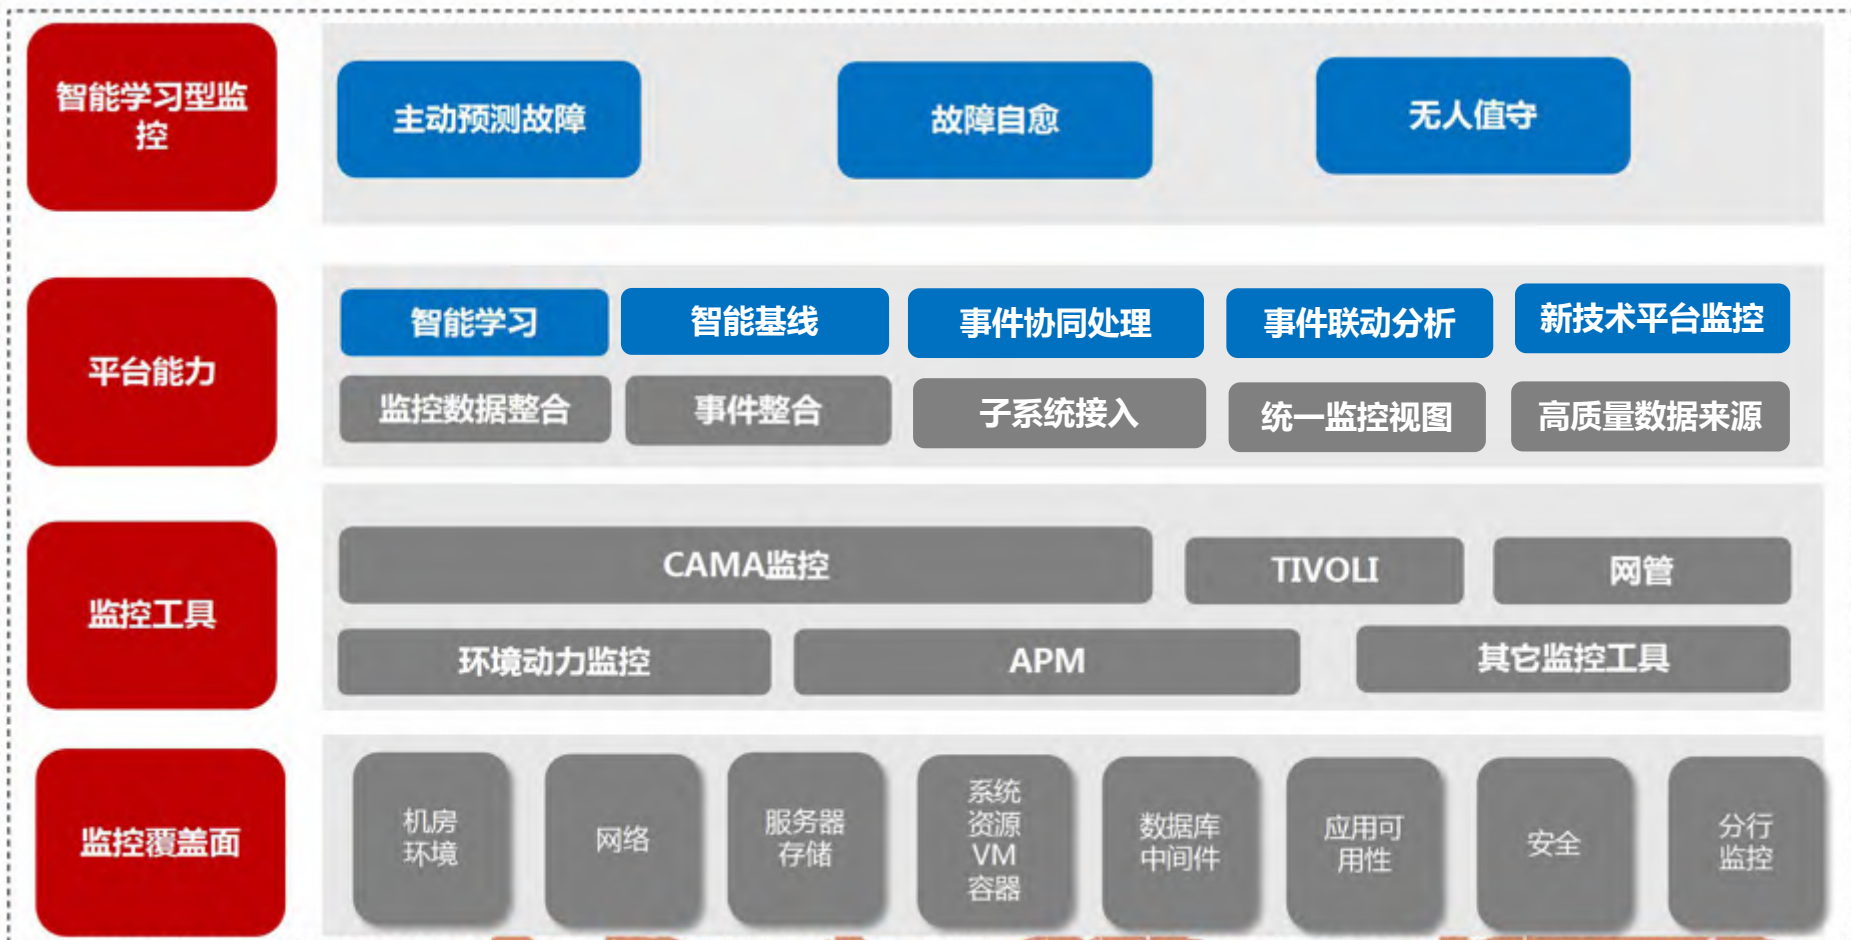 智能学习型监
控
主动预测故障
故障自愈
无人值守
平台能力
智能学习
智能基线
事件协同处理
事件联动分析
新技术平台监控
监控数据整合
事件整合
子系统接入
统一监控视图
高质量数据来源
监控工具
CAMA监控
TIVOLI
网管
环境动力监控
APM
其它监控工具
监控覆盖面
机房
环境
网络
服务器
存储
系统
资源
VM
容器
数据库
中间件
应用可
用性
安全
分行
监控